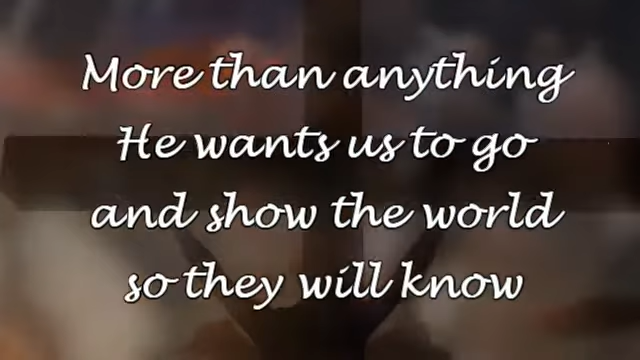 More than anything
He wants us to go
and show the world
so they will know